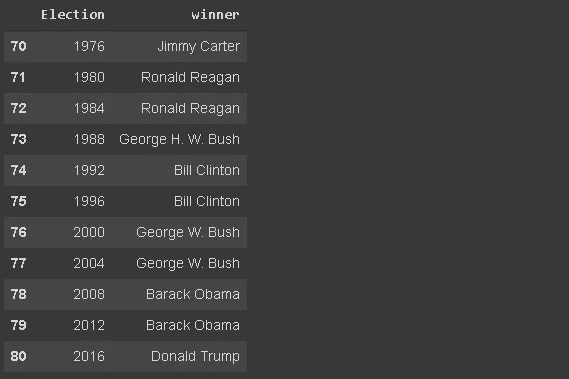 Election winner
70 1976 Jimmy Carter
71 1980 Ronald Reagan
72 1984 Ronald Reagan
73 1988 George H. W. Bush
74 1992 Bill Clinton
75 1996 Bill Clinton
76 2000 George W. Bush
77 2004 George W. Bush
78 2008 Barack Obama
79 2012 Barack Obama
80 2016 Donald Trump